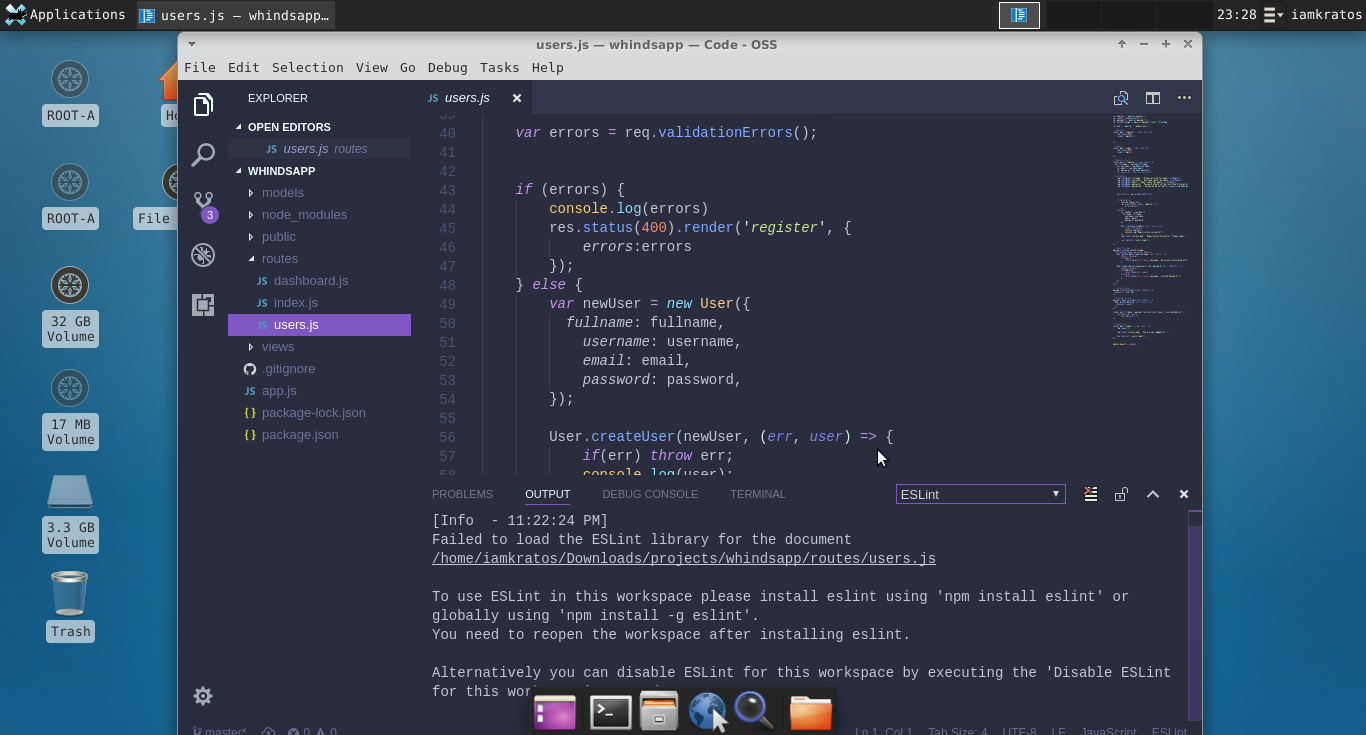 Applications
users.js — whindsapp…
23:28
iamkratos
ROOT-A
ROOT-A
32 GB
Volume
17 MB
Volume
3.3 GB
Volume
Trash
File
users.js — whindsapp — Code - OSS
File Edit Selection View Go Debug Tasks Help
EXPLORER
OPEN EDITORS
JS users.js routes
WHINDSAPP
models
node_modules
public
routes
JS dashboard.js
JS index.js
JS users.js
views
.gitignore
JS app.js
{ } package-lock.json
{ } package.json
3
JS users.js
40 var errors = req.validationErrors();
41
42
43 if (errors) {
44 console.log(errors)
45 res.status(400).render('register', {
46 errors:errors
47 });
48 } else {
49 var newUser = new User({
50 fullname: fullname,
51 username: username,
52 email: email,
53 password: password,
54 });
55
56 User.createUser(newUser, (err, user) => {
57 if(err) throw err;
58 console.log(user);
PROBLEMS OUTPUT DEBUG CONSOLE TERMINAL ESLint
[Info  - 11:22:24 PM]
Failed to load the ESLint library for the document
/home/iamkratos/Downloads/projects/whindsapp/routes/users.js
To use ESLint in this workspace please install eslint using 'npm install eslint' or
globally using 'npm install -g eslint'.
You need to reopen the workspace after installing eslint.
Alternatively you can disable ESLint for this workspace by executing the 'Disable ESLint
for this
master* 0 0 Ln 1, Col 1 Tab Size: 4 UTF-8 LF JavaScript ESLint